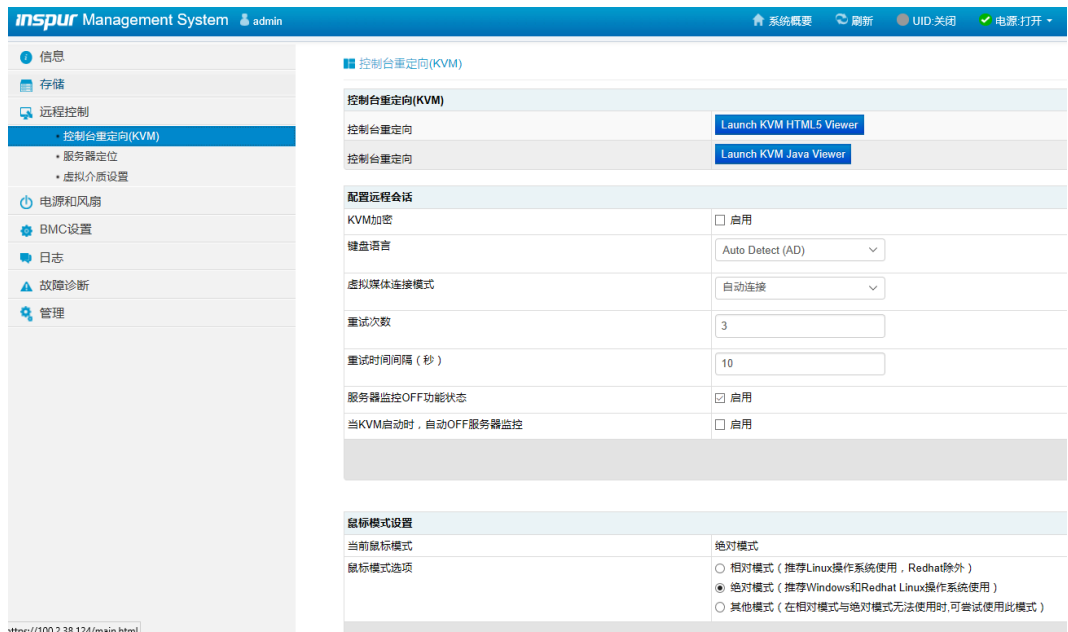 inspur Management System admin 系统概要 刷新 UID:关闭 电源:打开
信息
存储
远程控制
控制台重定向(KVM)
服务器定位
虚拟介质设置
电源和风扇
BMC设置
日志
故障诊断
管理
控制台重定向(KVM)
控制台重定向(KVM)
控制台重定向 Launch KVM HTML5 Viewer
控制台重定向 Launch KVM Java Viewer
配置远程会话
KVM加密 启用
键盘语言 Auto Detect (AD)
虚拟媒体连接模式 自动连接
重试次数 3
重试时间间隔（秒） 10
服务器监控OFF功能状态 启用
当KVM启动时，自动OFF服务器监控 启用
鼠标模式设置
当前鼠标模式 绝对模式
鼠标模式选项 相对模式（推荐Linux操作系统使用，Redhat除外）
绝对模式（推荐Windows和Redhat Linux操作系统使用）
其他模式（在相对模式与绝对模式无法使用时,可尝试使用此模式）
https://100.2.38.124/main.html